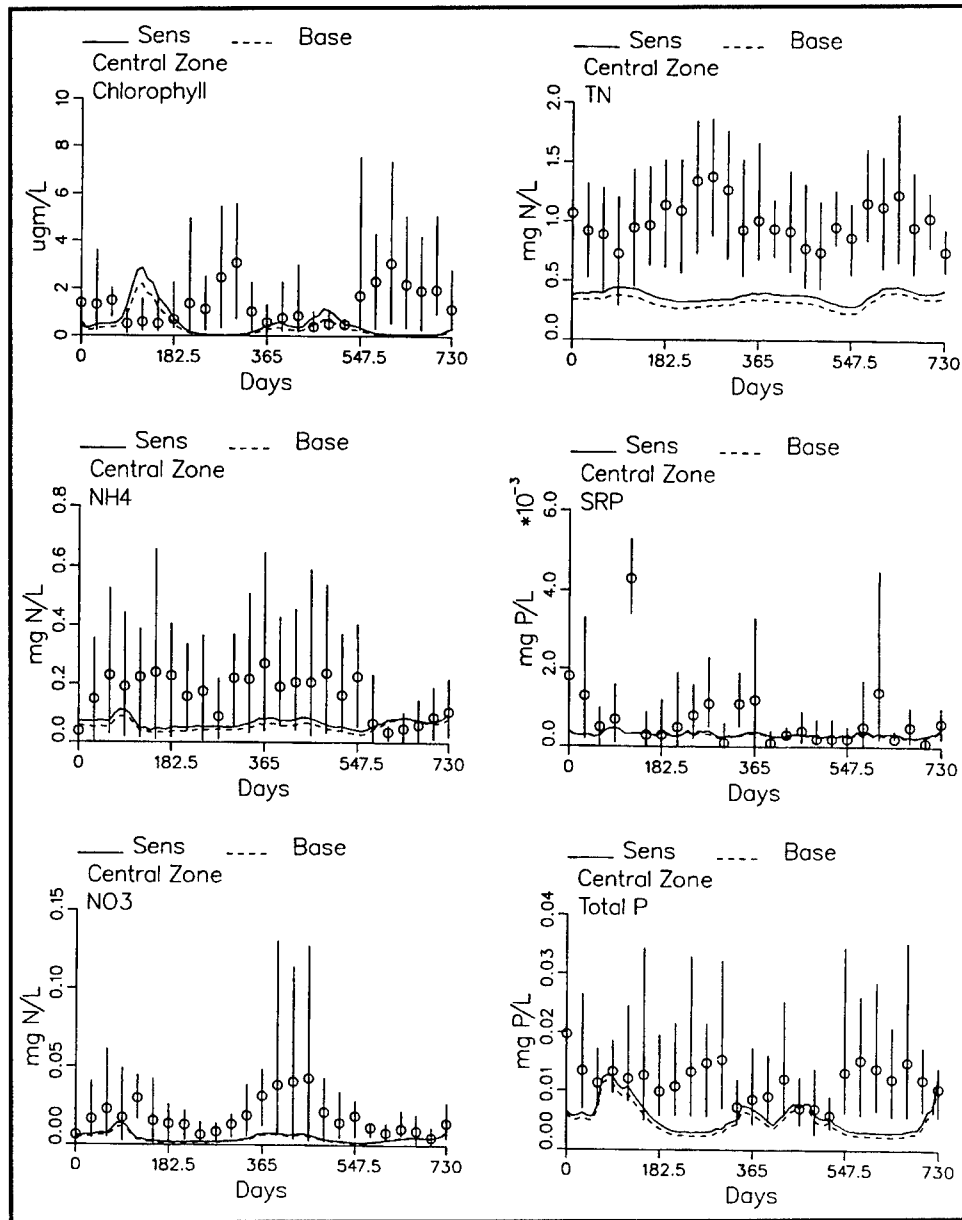 Sens Base
Central Zone
Chlorophyll
10
8
6
4
2
0
ugm/L
0 182.5 365 547.5 730
Days
Sens Base
Central Zone
TN
2.0
1.5
1.0
0.5
0.0
mg N/L
0 182.5 365 547.5 730
Days
Sens Base
Central Zone
NH4
0.8
0.6
0.4
0.2
0.0
mg N/L
0 182.5 365 547.5 730
Days
Sens Base
Central Zone
SRP
*10⁻³
6.0
4.0
2.0
0.0
mg P/L
0 182.5 365 547.5 730
Days
Sens Base
Central Zone
NO3
0.15
0.10
0.05
0.00
mg N/L
0 182.5 365 547.5 730
Days
Sens Base
Central Zone
Total P
0.04
0.03
0.02
0.01
0.00
mg P/L
0 182.5 365 547.5 730
Days